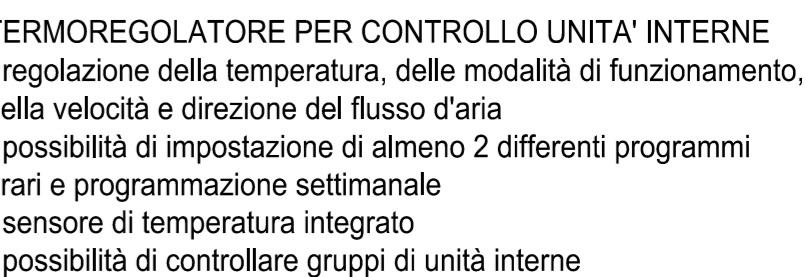 TERMOREGOLATORE PER CONTROLLO UNITA' INTERNE
regolazione della temperatura, delle modalità di funzionamento,
ella velocità e direzione del flusso d'aria
possibilità di impostazione di almeno 2 differenti programmi
rari e programmazione settimanale
sensore di temperatura integrato
possibilità di controllare gruppi di unità interne